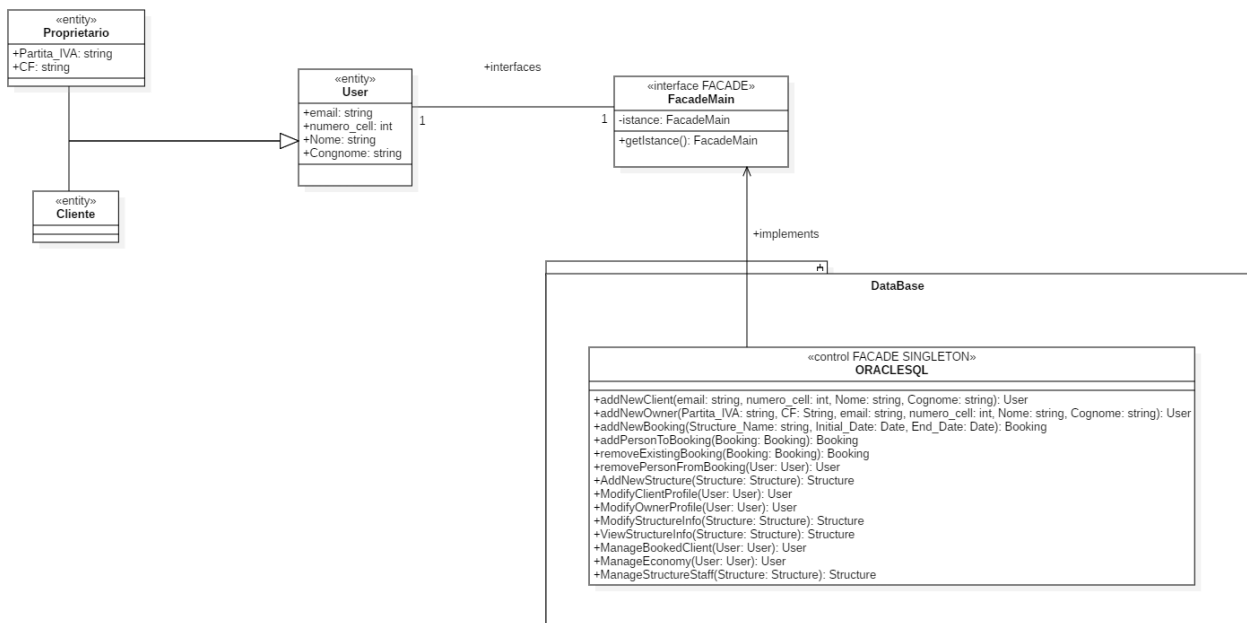 «entity»
Proprietario
+Partita_IVA: string
+CF: string
«entity»
User
+email: string
+numero_cell: int
+Nome: string
+Congnome: string
+interfaces
1
1
«interface FACADE»
FacadeMain
-istance: FacadeMain
+getIstance(): FacadeMain
«entity»
Cliente
+implements
DataBase
«control FACADE SINGLETON»
ORACLESQL
+addNewClient(email: string, numero_cell: int, Nome: string, Cognome: string): User
+addNewOwner(Partita_IVA: string, CF: String, email: string, numero_cell: int, Nome: string, Cognome: string): User
+addNewBooking(Structure_Name: string, Initial_Date: Date, End_Date: Date): Booking
+addPersonToBooking(Booking: Booking): Booking
+removeExistingBooking(Booking: Booking): Booking
+removePersonFromBooking(User: User): User
+AddNewStructure(Structure: Structure): Structure
+ModifyClientProfile(User: User): User
+ModifyOwnerProfile(User: User): User
+ModifyStructureInfo(Structure: Structure): Structure
+ViewStructureInfo(Structure: Structure): Structure
+ManageBookedClient(User: User): User
+ManageEconomy(User: User): User
+ManageStructureStaff(Structure: Structure): Structure